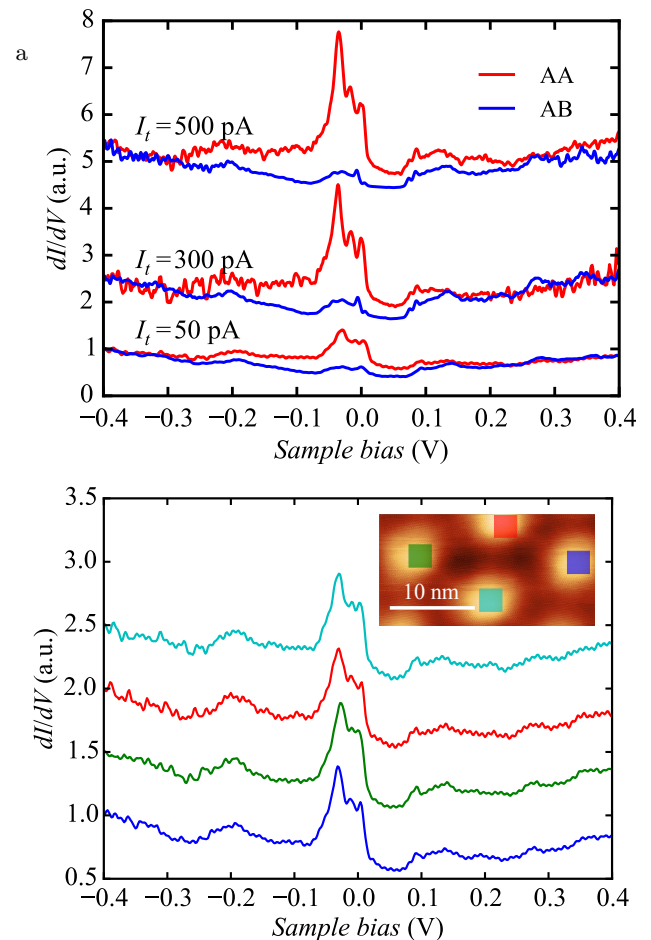 a
8
7
6
5
4
3
2
1
0
dI/dV (a.u.)
AA
AB
I_t = 500 pA
I_t = 300 pA
I_t = 50 pA
−0.4 −0.3 −0.2 −0.1 0.0 0.1 0.2 0.3 0.4
Sample bias (V)
3.5
3.0
2.5
2.0
1.5
1.0
0.5
dI/dV (a.u.)
10 nm
−0.4 −0.3 −0.2 −0.1 0.0 0.1 0.2 0.3 0.4
Sample bias (V)